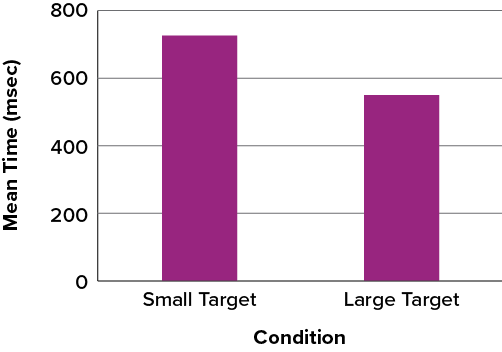 Mean Time (msec)
800
600
400
200
0
Small Target
Large Target
Condition